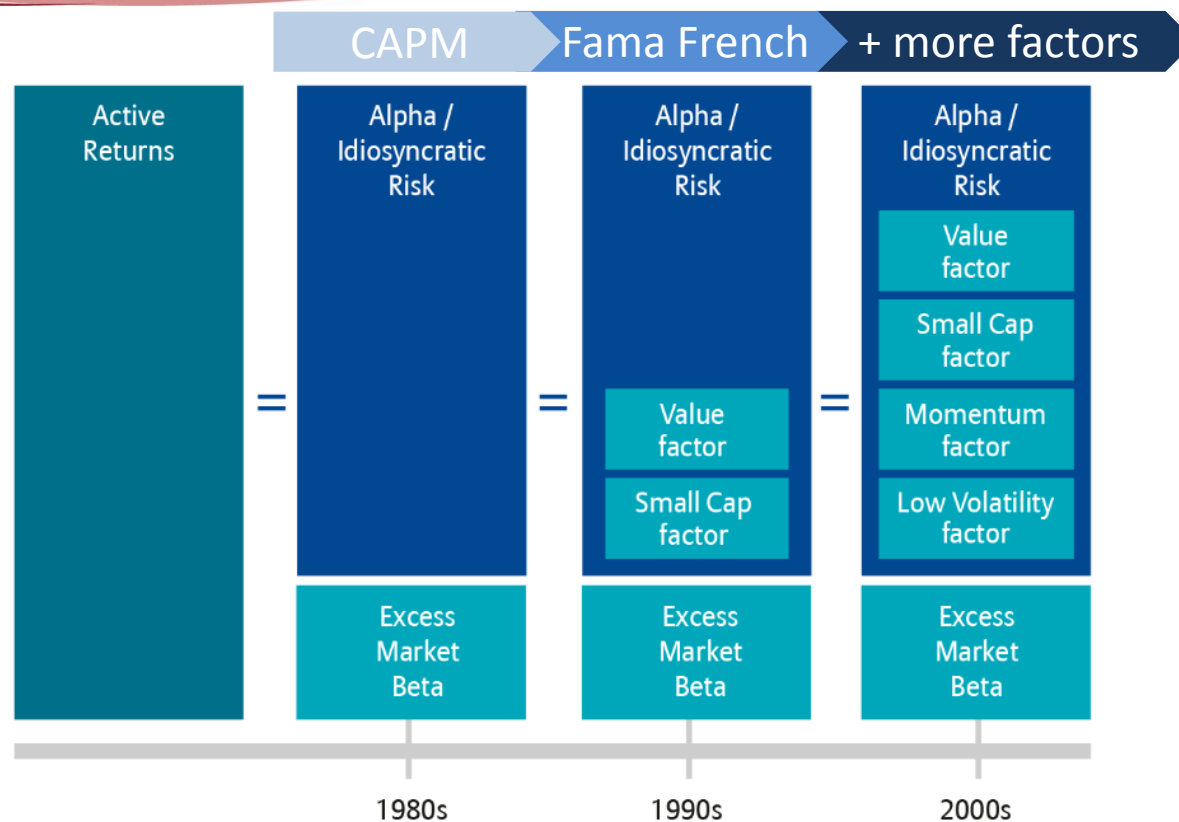 CAPM
Fama French
+ more factors
Active
Returns
=
Alpha /
Idiosyncratic
Risk
Excess
Market
Beta
=
Alpha /
Idiosyncratic
Risk
Value
factor
Small Cap
factor
Excess
Market
Beta
=
Alpha /
Idiosyncratic
Risk
Value
factor
Small Cap
factor
Momentum
factor
Low Volatility
factor
Excess
Market
Beta
1980s
1990s
2000s